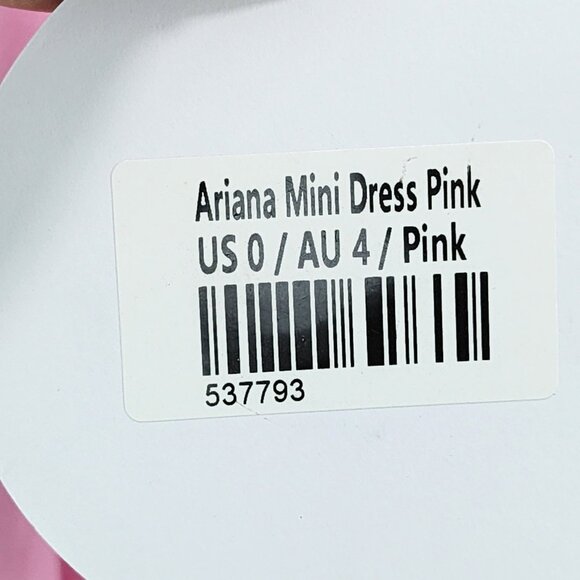 Ariana Mini Dress Pink
US 0 / AU 4 / Pink
537793